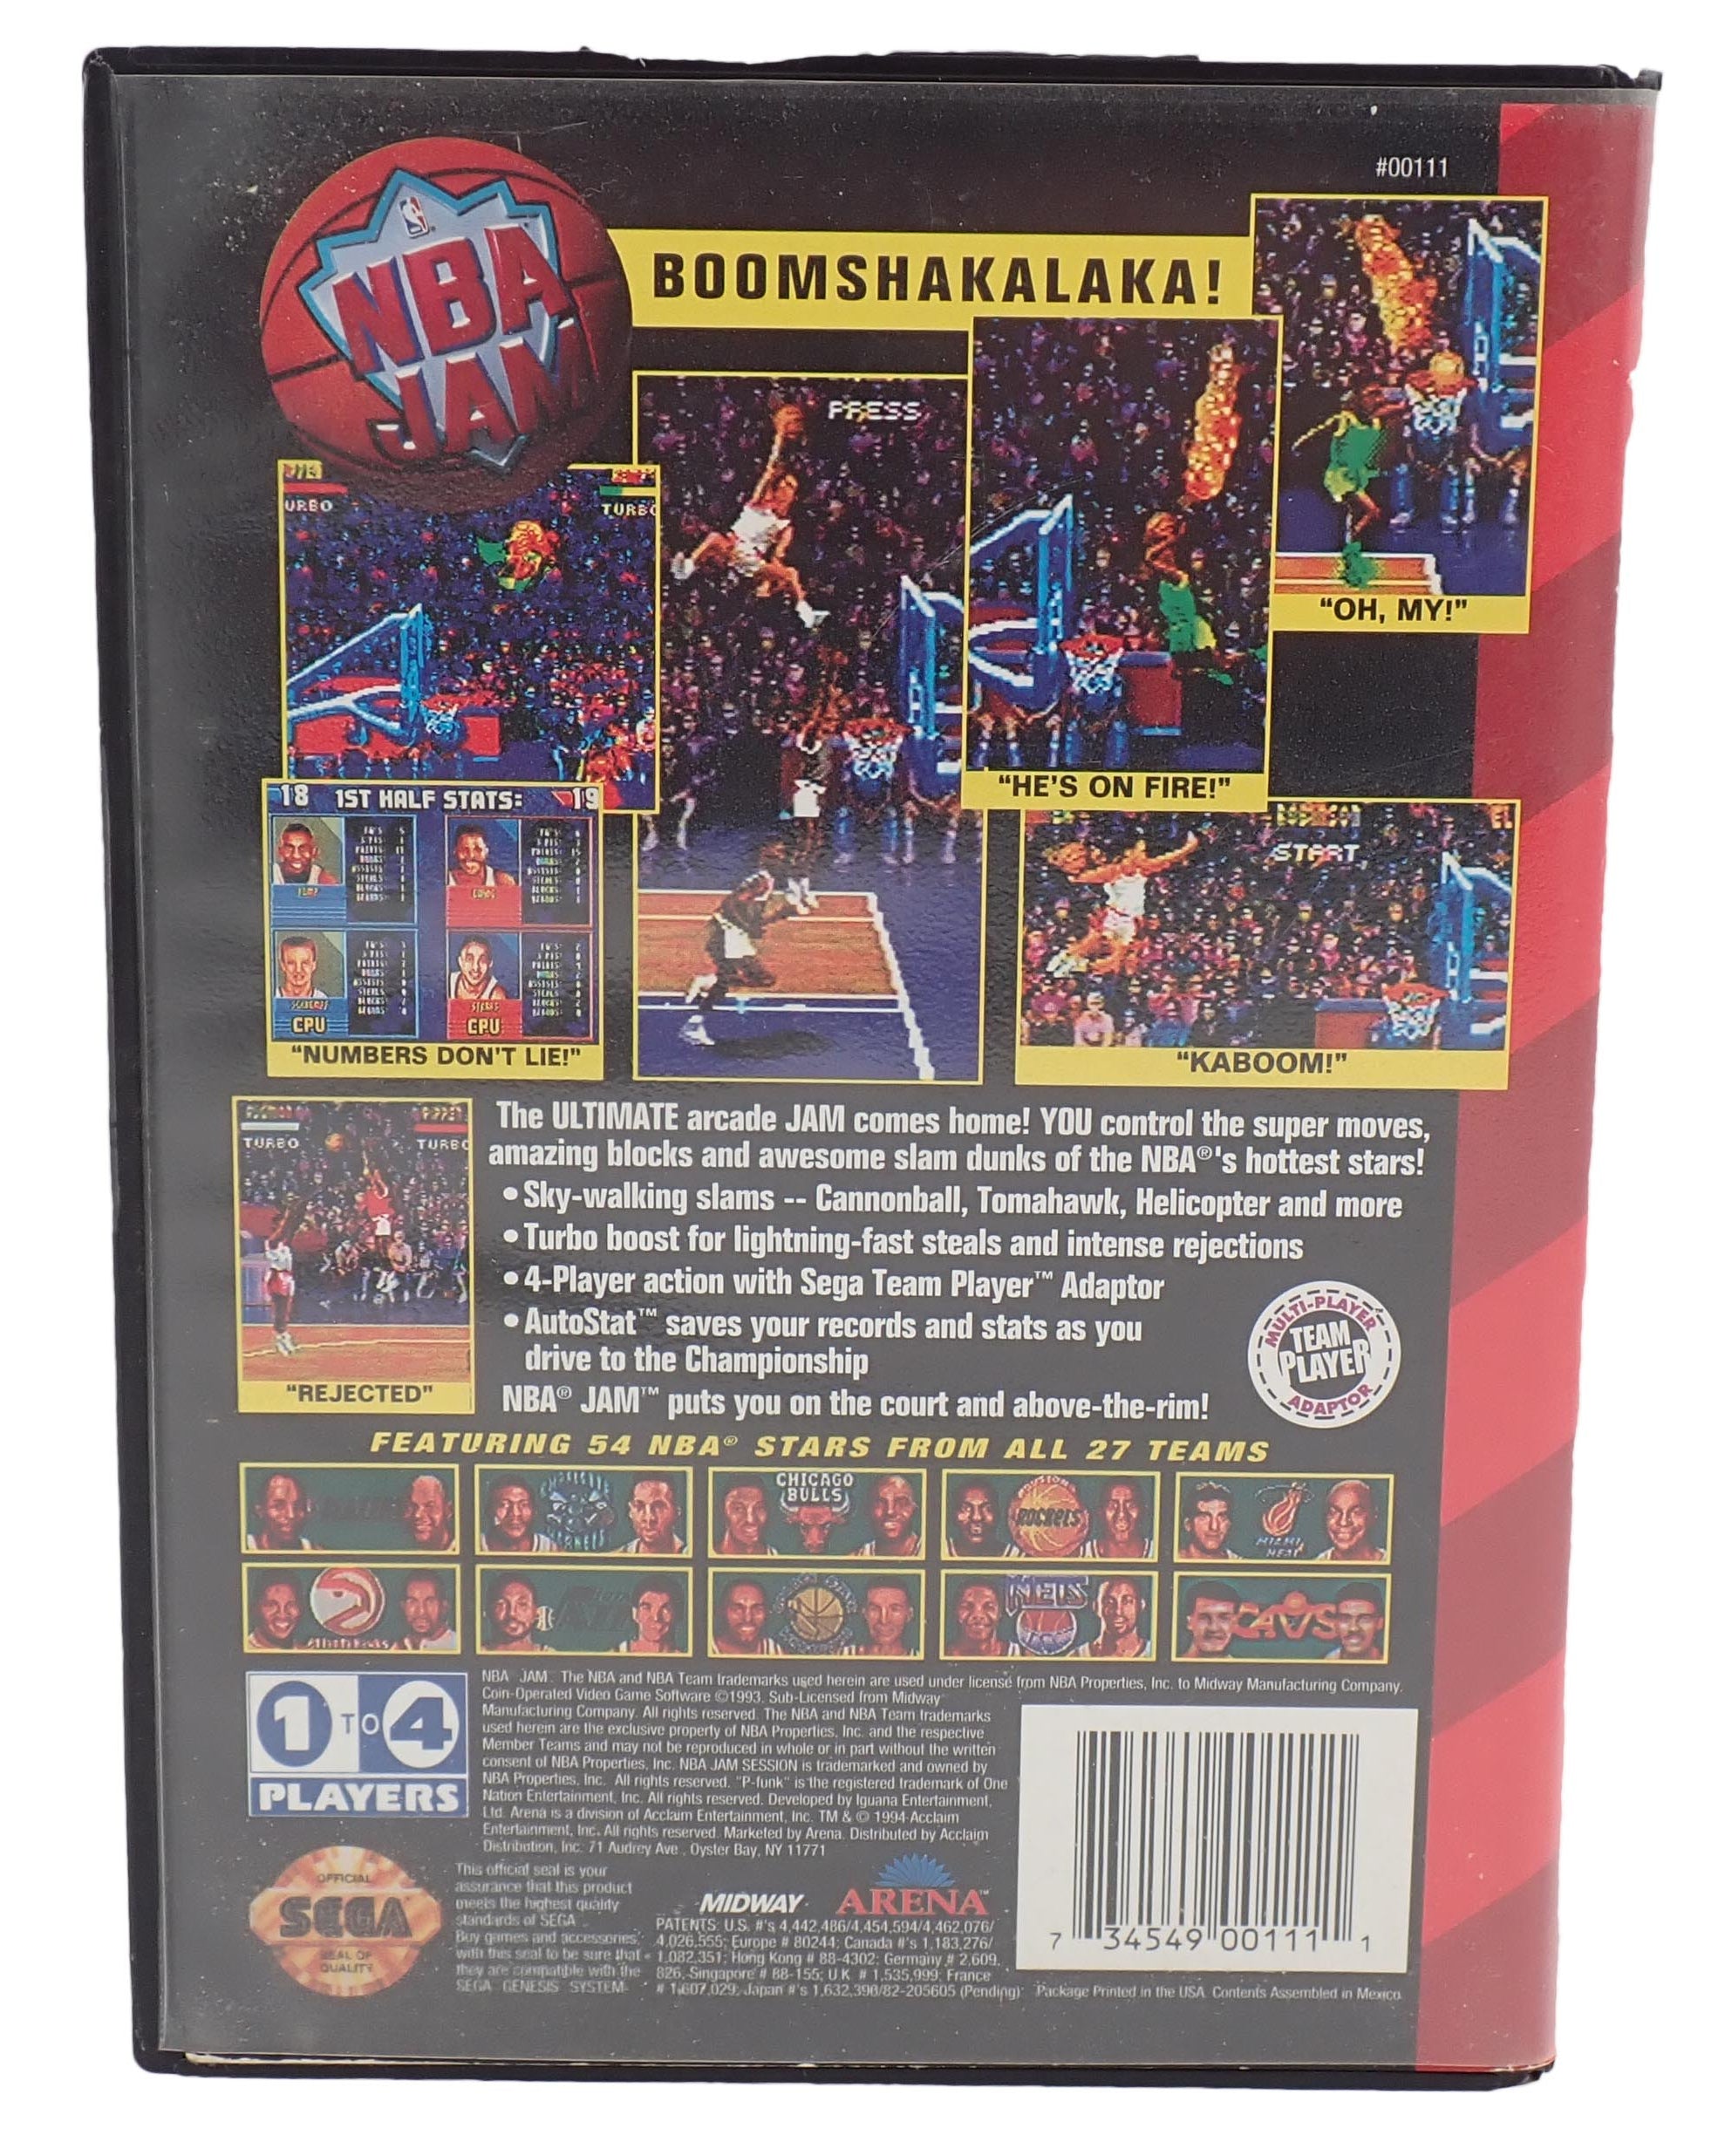 #00111
NBA
JAM
BOOMSHAKALAKA!
"OH, MY!"
PRESS
URBO
TURBO
"HE'S ON FIRE!"
18 1ST HALF STATS: 19
CPU
CPU
"NUMBERS DON'T LIE!"
START
"KABOOM!"
TURBO
TURBO
"REJECTED"
The ULTIMATE arcade JAM comes home! YOU control the super moves,
amazing blocks and awesome slam dunks of the NBA®'s hottest stars!
• Sky-walking slams -- Cannonball, Tomahawk, Helicopter and more
• Turbo boost for lightning-fast steals and intense rejections
• 4-Player action with Sega Team Player™ Adaptor
• AutoStat™ saves your records and stats as you
drive to the Championship
NBA® JAM™ puts you on the court and above-the-rim!
MULTI-PLAYER
TEAM
PLAYER
ADAPTOR
FEATURING 54 NBA® STARS FROM ALL 27 TEAMS
CHICAGO
BULLS
ROCKETS
MIAMI
HEAT
NETS
CAVS
1 TO 4
PLAYERS
NBA JAM. The NBA and NBA Team trademarks used herein are used under license from NBA Properties, Inc. to Midway Manufacturing Company.
Coin-Operated Video Game Software ©1993. Sub-Licensed from Midway
Manufacturing Company. All rights reserved. The NBA and NBA Team trademarks
used herein are the exclusive property of NBA Properties, Inc. and the respective
Member Teams and may not be reproduced in whole or in part without the written
consent of NBA Properties, Inc. NBA JAM SESSION is trademarked and owned by
NBA Properties, Inc. All rights reserved. "P-funk" is the registered trademark of One
Nation Entertainment, Inc. All rights reserved. Developed by Iguana Entertainment,
Ltd. Arena is a division of Acclaim Entertainment, Inc. TM & © 1994 Acclaim
Entertainment, Inc. All rights reserved. Marketed by Arena. Distributed by Acclaim
Distribution, Inc. 71 Audrey Ave., Oyster Bay, NY 11771
OFFICIAL
SEGA
SEAL OF
QUALITY
This official seal is your
assurance that this product
meets the highest quality
standards of SEGA.
Buy games and accessories
with this seal to be sure that
they are compatible with the
SEGA GENESIS SYSTEM
MIDWAY ARENA™
PATENTS: U.S. #'s 4,442,486/4,454,594/4,462,076/
4,026,555; Europe # 80244; Canada #'s 1,183,276/
1,082,351; Hong Kong # 88-4302; Germany # 2,609,
826, Singapore # 88-155; U.K # 1,535,999; France
# 1,607,029; Japan #'s 1,632,396/82-205605 (Pending)
7 34549 00111 1
Package Printed in the USA. Contents Assembled in Mexico